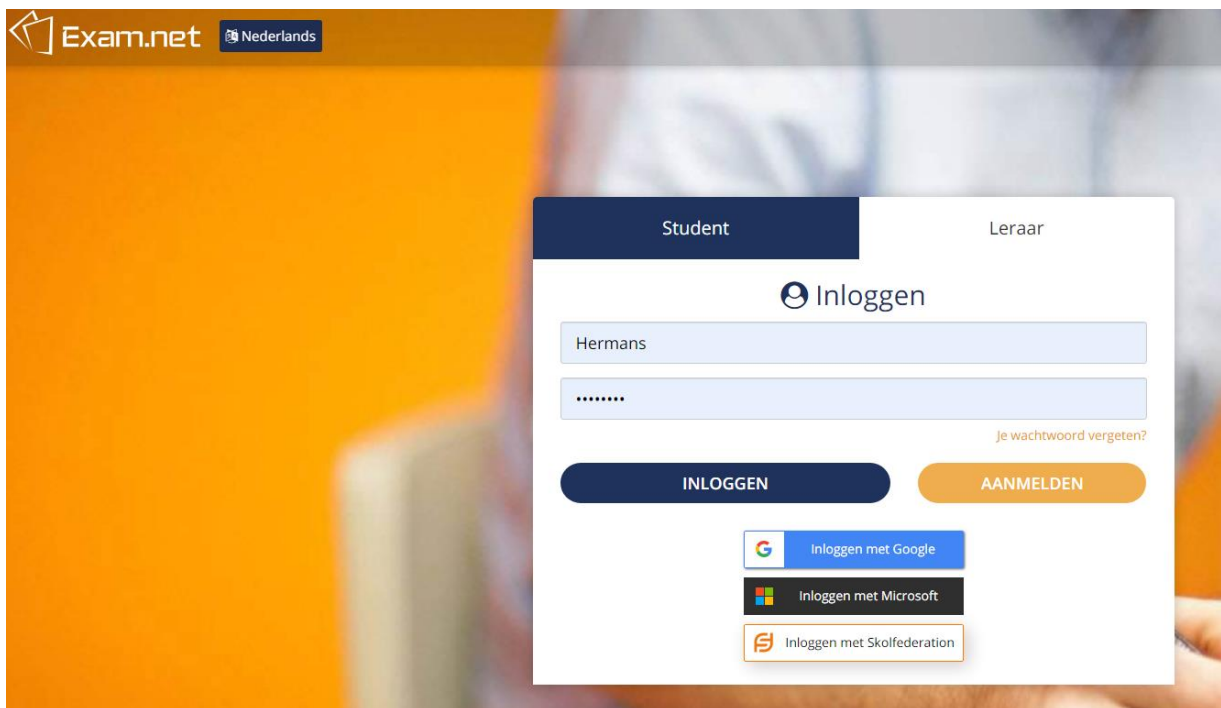 Exam.net Nederlands
Student Leraar
Inloggen
Hermans
••••••••
Je wachtwoord vergeten?
INLOGGEN AANMELDEN
Inloggen met Google
Inloggen met Microsoft
Inloggen met Skolfederation